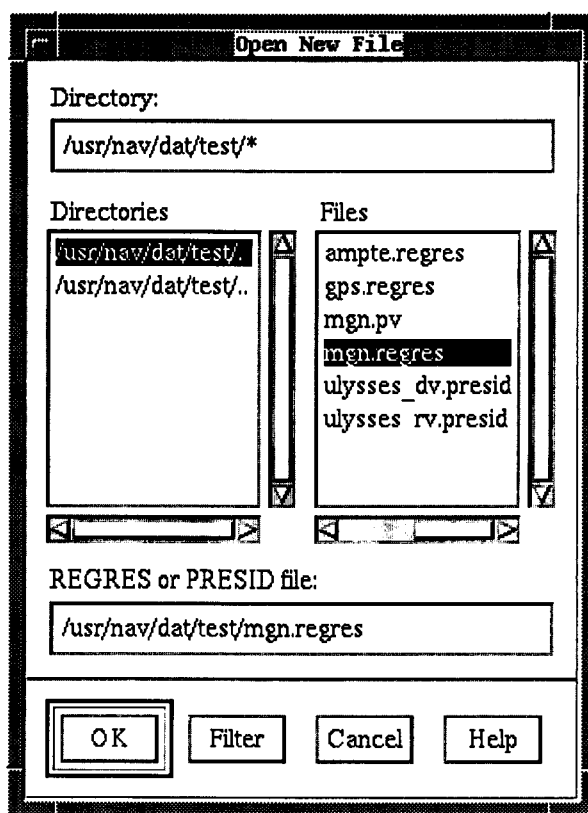 Open New File
Directory:
/usr/nav/dat/test/*
Directories
/usr/nav/dat/test/.
/usr/nav/dat/test/..
Files
ampte.regres
gps.regres
mgn.pv
mgn.regres
ulysses_dv.presid
ulysses rv.presid
REGRES or PRESID file:
/usr/nav/dat/test/mgn.regres
OK
Filter
Cancel
Help